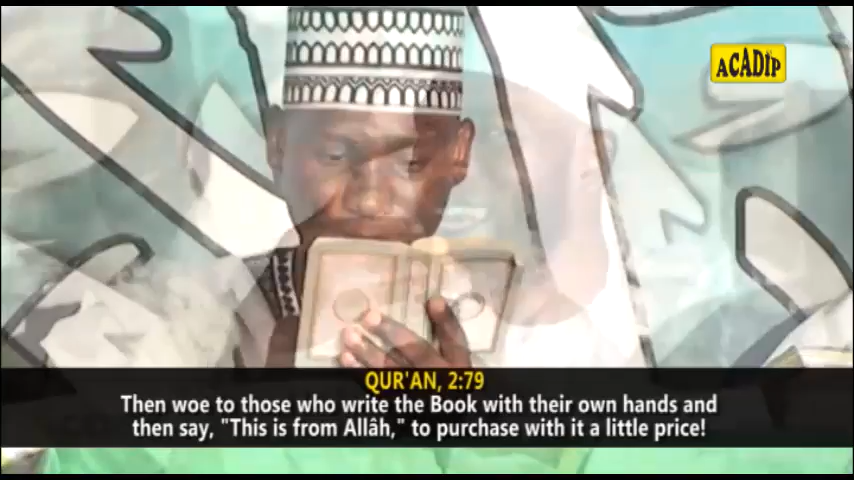 ACADIP
QUR'AN, 2:79
Then woe to those who write the Book with their own hands and
then say, "This is from Allâh," to purchase with it a little price!